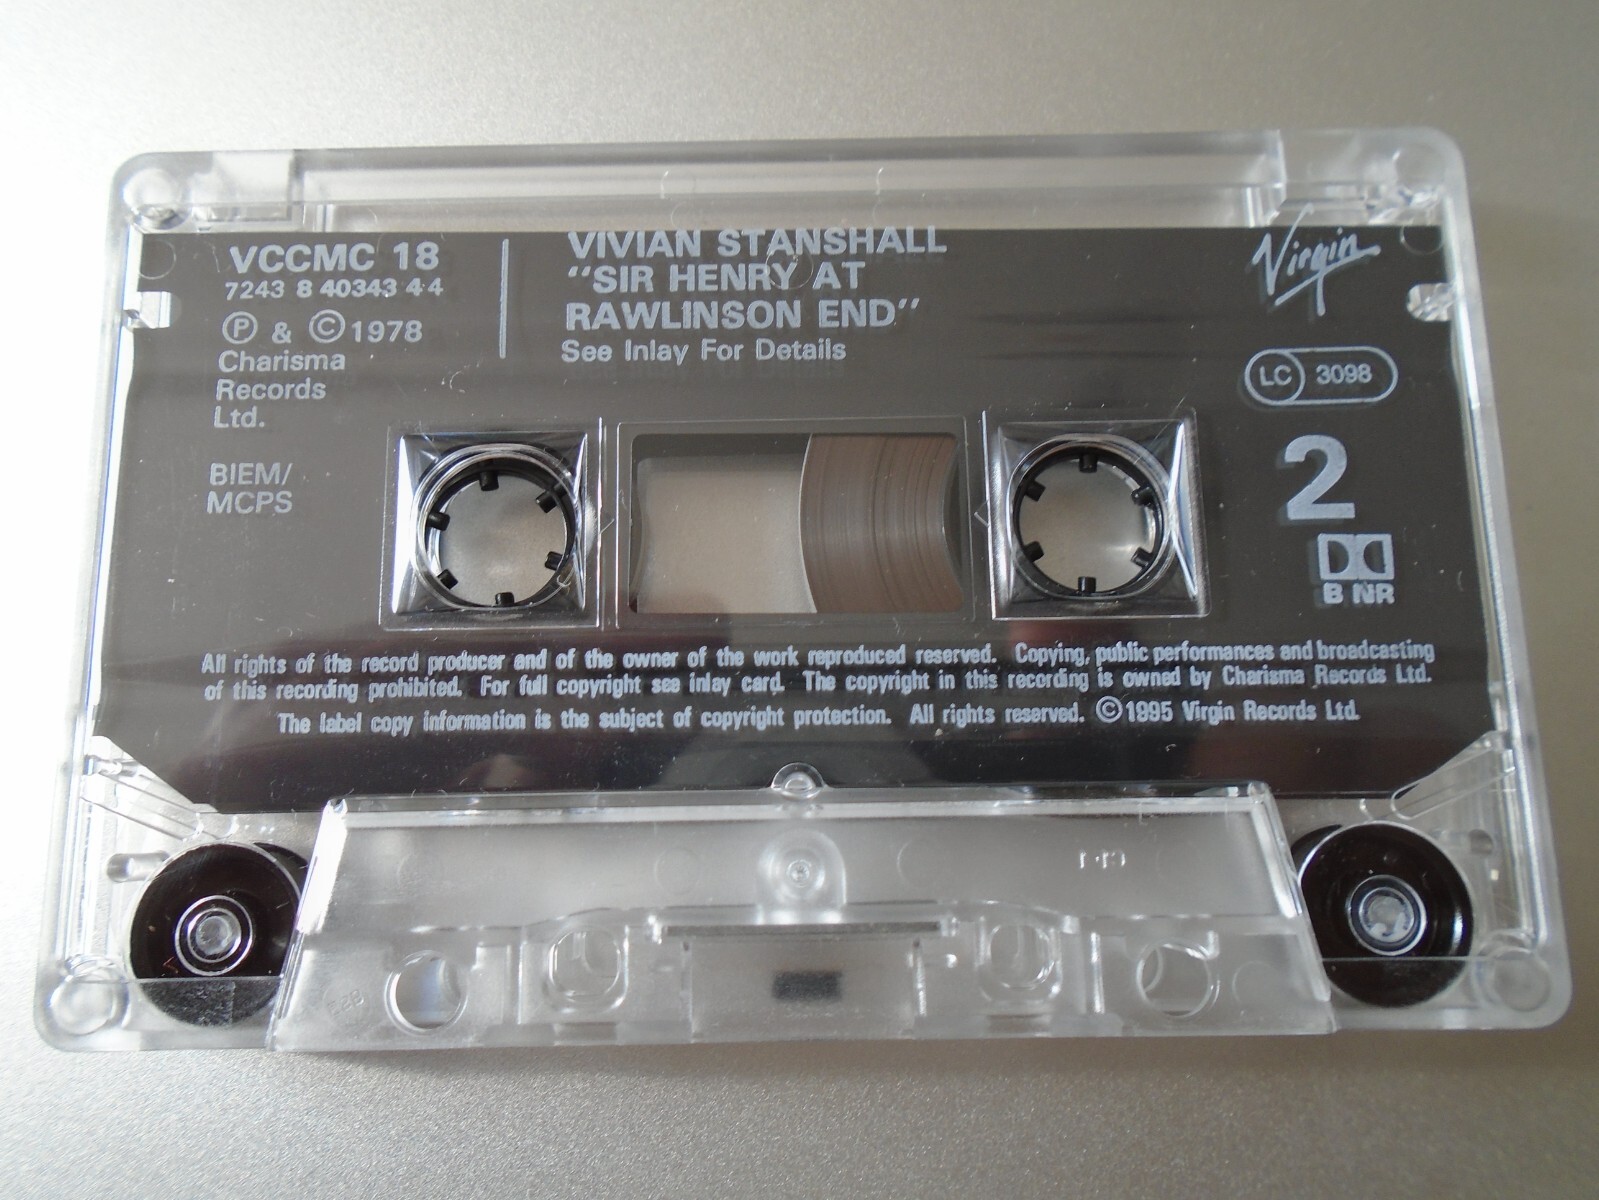 VCCMC 18
7243 8 40343 4 4
Ⓟ & © 1978
Charisma
Records
Ltd.
BIEM/
MCPS
VIVIAN STANSHALL
"SIR HENRY AT
RAWLINSON END"
See Inlay For Details
Virgin
LC 3098
2
B NR
All rights of the record producer and of the owner of the work reproduced reserved. Copying, public performances and broadcasting
of this recording prohibited. For full copyright see inlay card. The copyright in this recording is owned by Charisma Records Ltd.
The label copy information is the subject of copyright protection. All rights reserved. © 1995 Virgin Records Ltd.